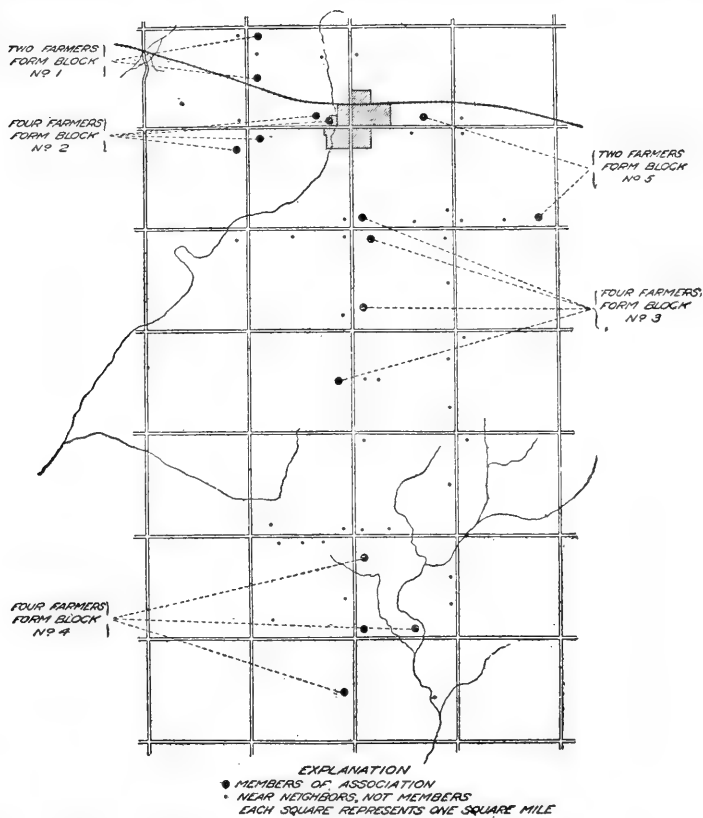 TWO FARMERS
FORM BLOCK
Nº 1
FOUR FARMERS
FORM BLOCK
Nº 2
TWO FARMERS
FORM BLOCK
Nº 5
FOUR FARMERS
FORM BLOCK
Nº 3
FOUR FARMERS
FORM BLOCK
Nº 4
EXPLANATION
● MEMBERS OF ASSOCIATION
• NEAR NEIGHBORS, NOT MEMBERS
EACH SQUARE REPRESENTS ONE SQUARE MILE